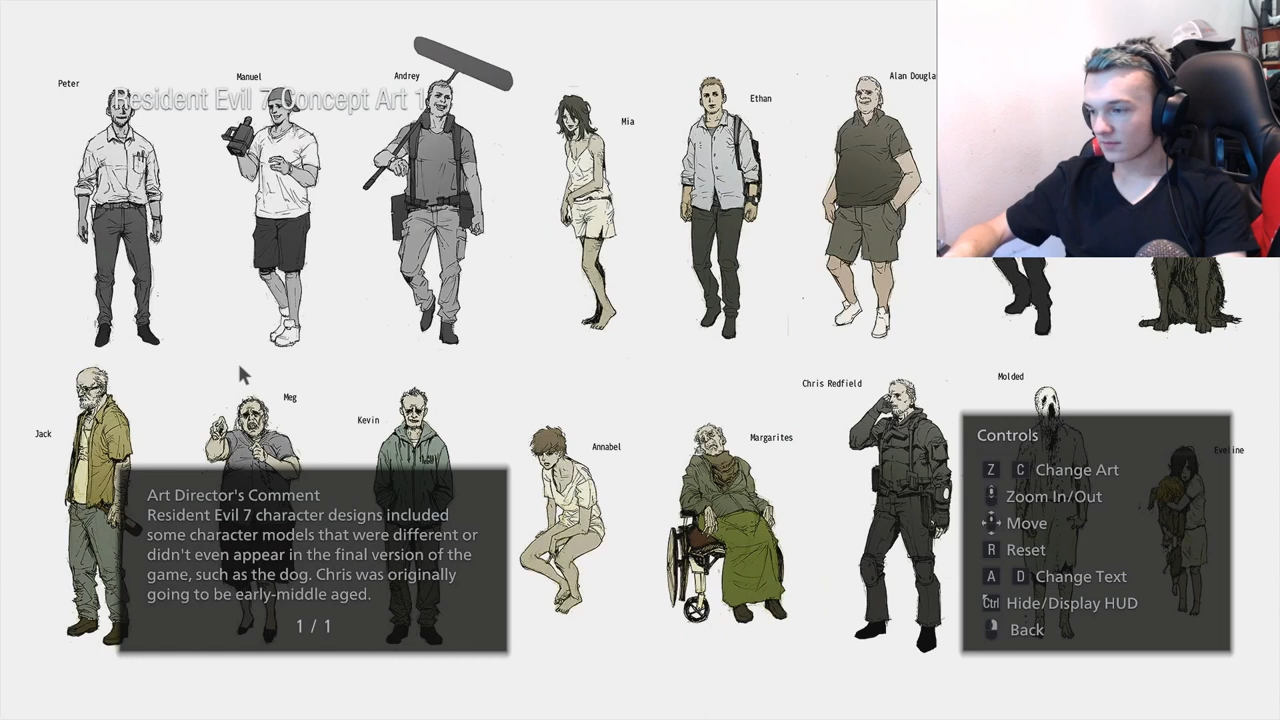 Peter
Manuel
Andrey
Resident Evil 7 Concept Art 1
Mia
Ethan
Alan Dougla
Jack
Meg
Kevin
Annabel
Margarites
Chris Redfield
Molded
Eveline
Art Director's Comment
Resident Evil 7 character designs included
some character models that were different or
didn't even appear in the final version of the
game, such as the dog. Chris was originally
going to be early-middle aged.
1 / 1
Controls
Z C Change Art
Zoom In/Out
Move
R Reset
A D Change Text
Ctrl Hide/Display HUD
Back